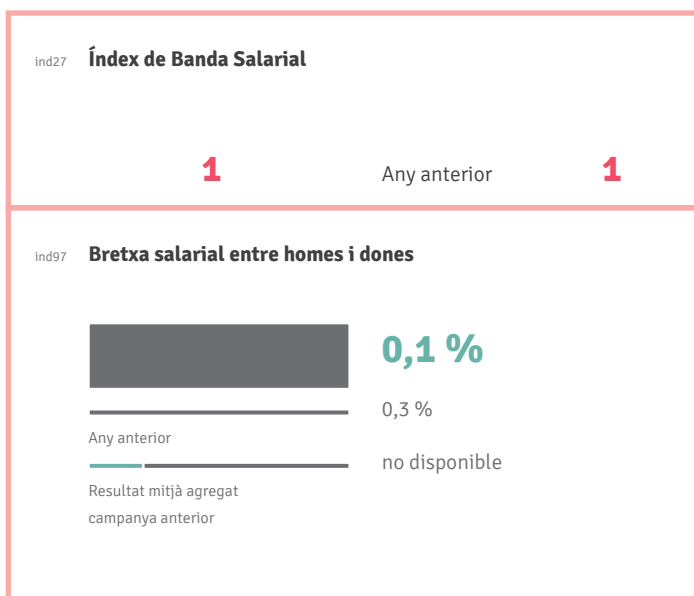 ind27 Índex de Banda Salarial
1 Any anterior 1
ind97 Bretxa salarial entre homes i dones
0,1 %
0,3 %
Any anterior
no disponible
Resultat mitjà agregat
campanya anterior